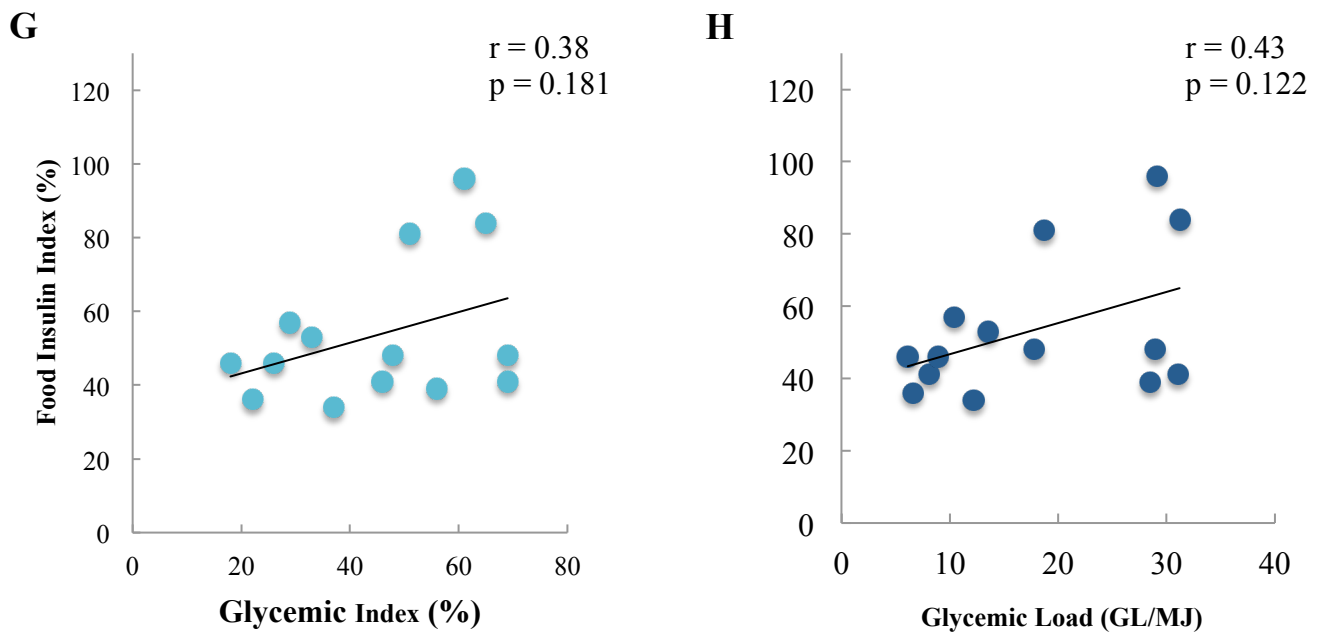 G
r = 0.38
p = 0.181
120
100
80
60
40
20
0
0 20 40 60 80
Food Insulin Index (%)
Glycemic Index (%)
H
r = 0.43
p = 0.122
120
100
80
60
40
20
0
0 10 20 30 40
Glycemic Load (GL/MJ)